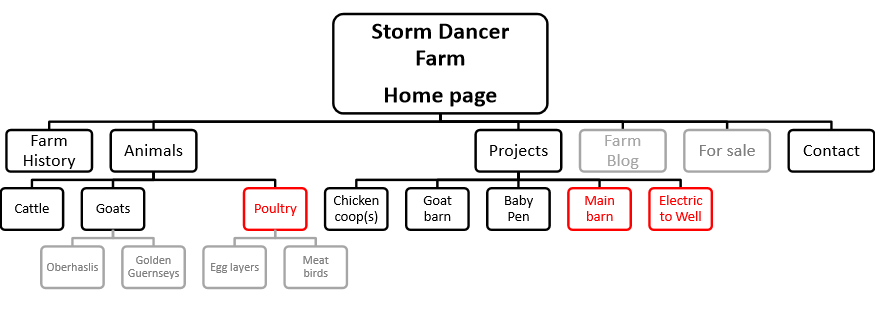 Storm Dancer
Farm
Home page
Farm
History
Animals
Projects
Farm
Blog
For sale
Contact
Cattle
Goats
Poultry
Chicken
coop(s)
Goat
barn
Baby
Pen
Main
barn
Electric
to Well
Oberhaslis
Golden
Guernseys
Egg layers
Meat
birds